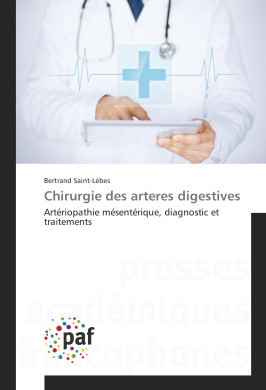 Bertrand Saint-Lèbes
Chirurgie des arteres digestives
Artériopathie mésentérique, diagnostic et
traitements
presses
académiques
francophones
paf